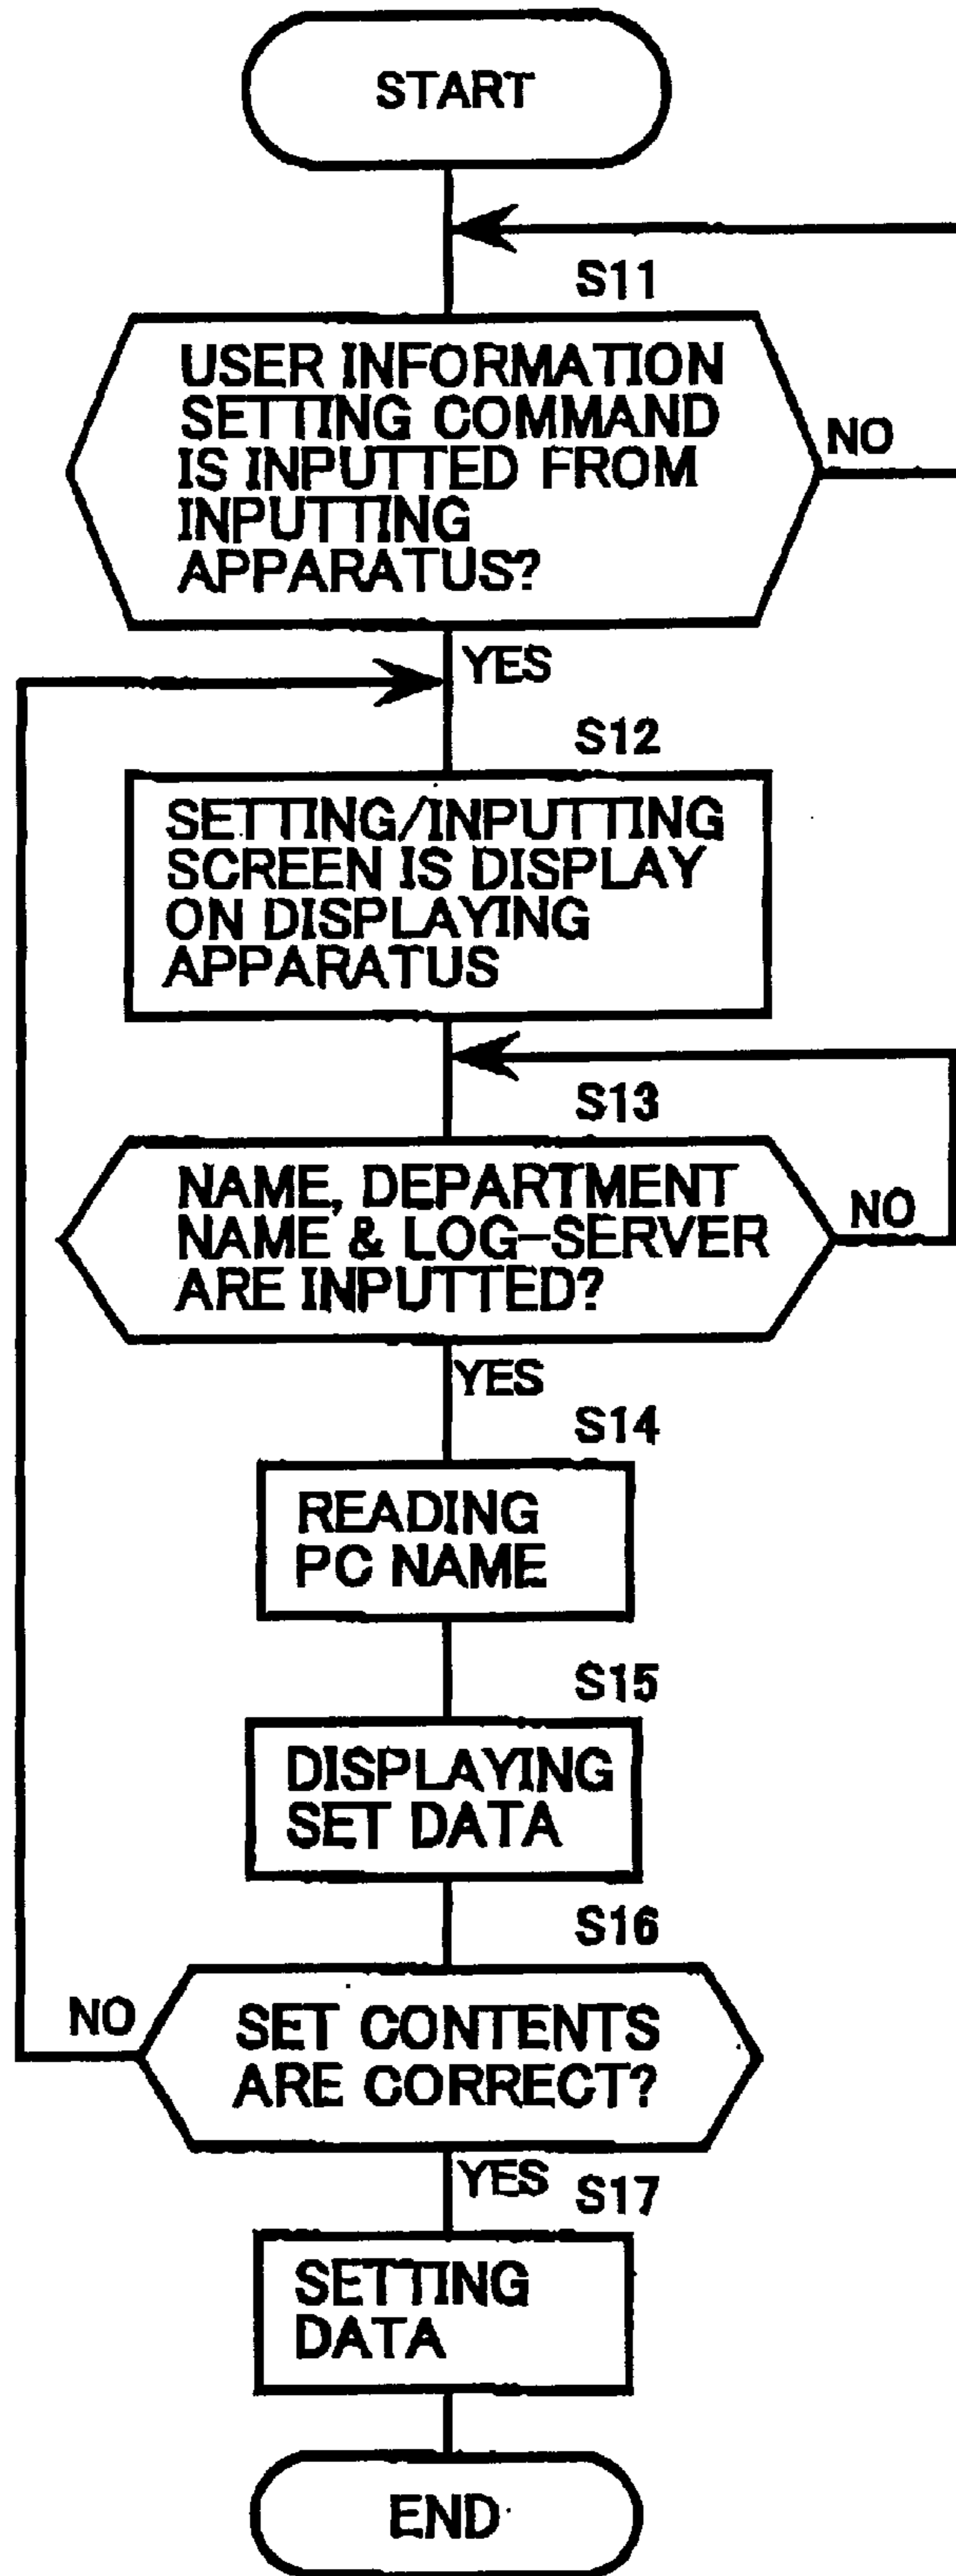 START
S11
USER INFORMATION
SETTING COMMAND
IS INPUTTED FROM
INPUTTING
APPARATUS?
NO
YES
S12
SETTING/INPUTTING
SCREEN IS DISPLAY
ON DISPLAYING
APPARATUS
S13
NAME, DEPARTMENT
NAME & LOG-SERVER
ARE INPUTTED?
NO
YES
S14
READING
PC NAME
S15
DISPLAYING
SET DATA
S16
NO
SET CONTENTS
ARE CORRECT?
YES
S17
SETTING
DATA
END